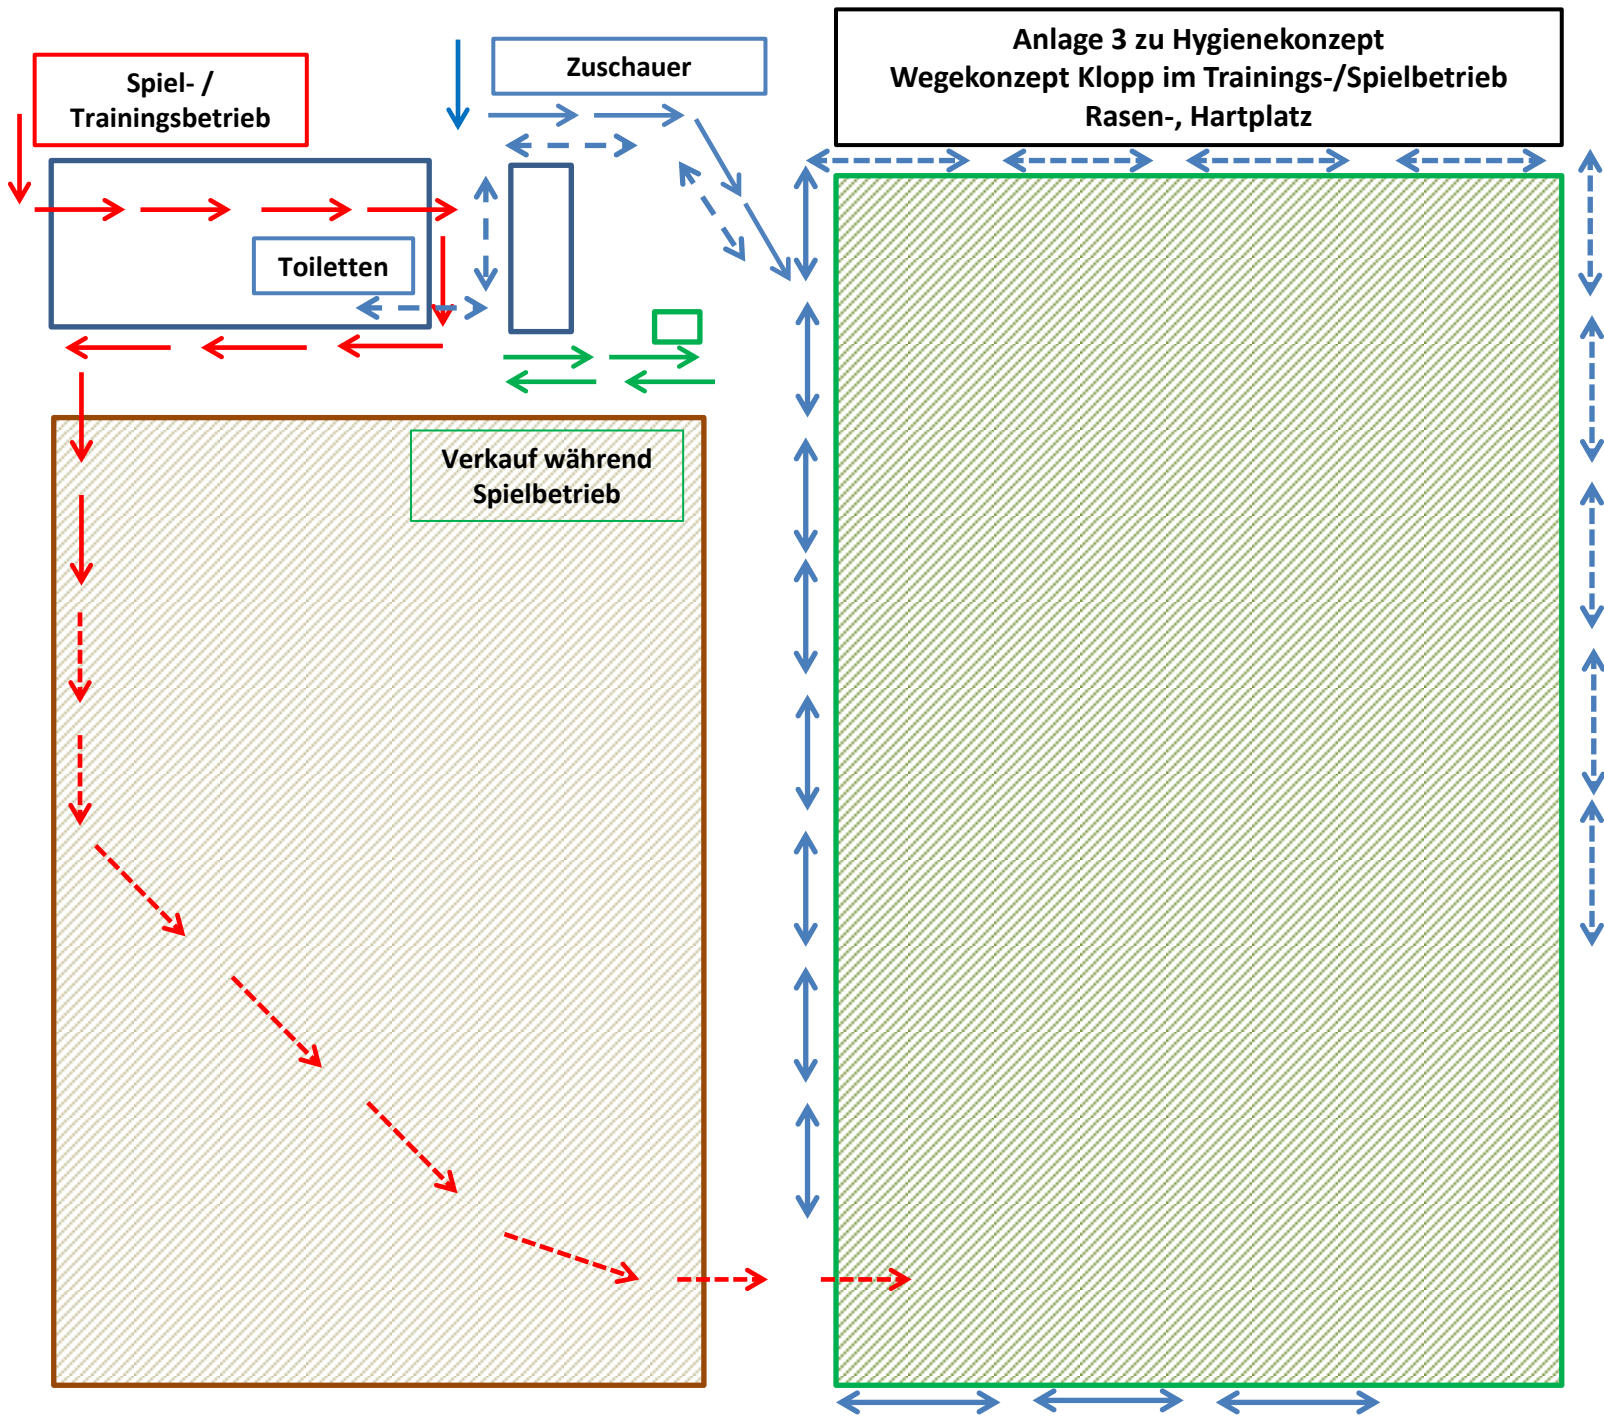 Anlage 3 zu Hygienekonzept
Wegekonzept Klopp im Trainings-/Spielbetrieb
Rasen-, Hartplatz
Spiel- /
Trainingsbetrieb
Zuschauer
Toiletten
Verkauf während
Spielbetrieb